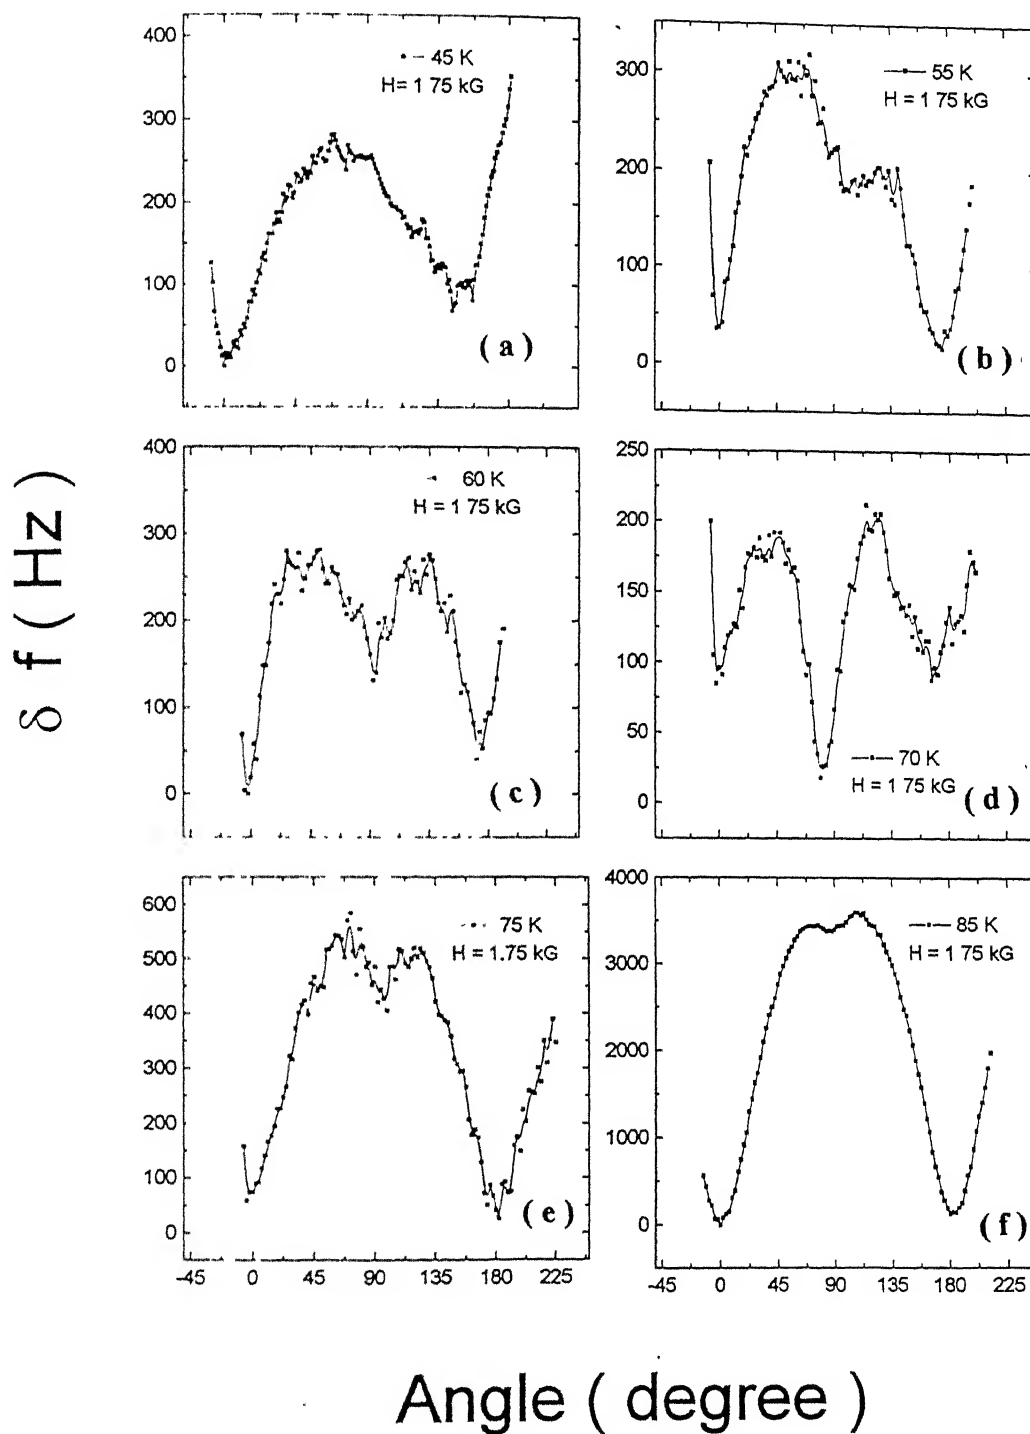 δ f ( Hz )
400
300
200
100
0
45 K
H= 1 75 kG
( a )
300
200
100
0
55 K
H = 1 75 kG
( b )
400
300
200
100
0
60 K
H = 1 75 kG
( c )
250
200
150
100
50
0
70 K
H = 1 75 kG
( d )
600
500
400
300
200
100
0
75 K
H = 1.75 kG
( e )
-45 0 45 90 135 180 225
4000
3000
2000
1000
0
85 K
H = 1 75 kG
( f )
-45 0 45 90 135 180 225
Angle ( degree )